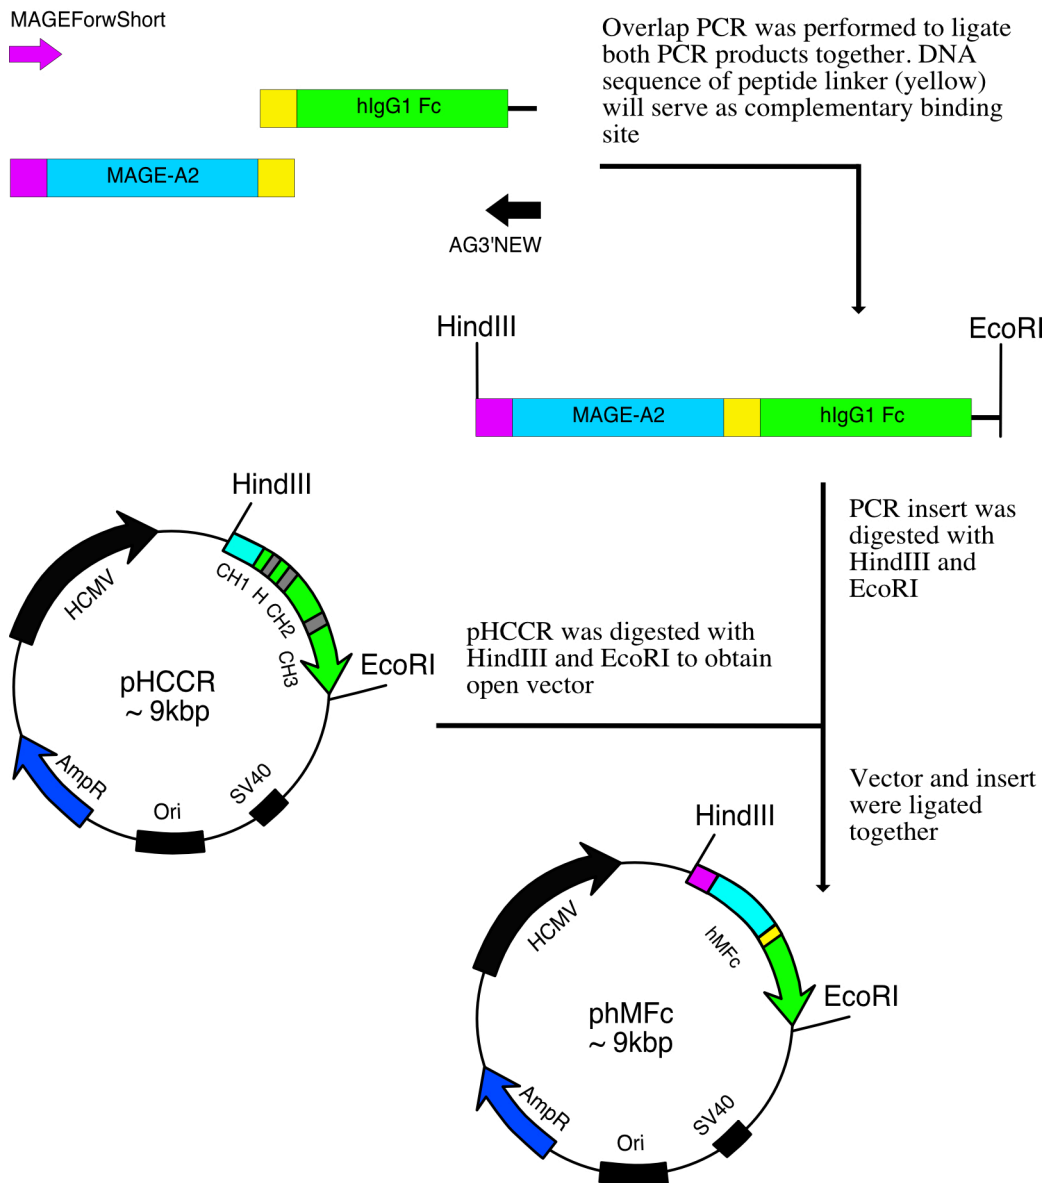 MAGEForwShort
Overlap PCR was performed to ligate
both PCR products together. DNA
sequence of peptide linker (yellow)
will serve as complementary binding
site
hIgG1 Fc
MAGE-A2
AG3'NEW
HindIII
EcoRI
MAGE-A2
hIgG1 Fc
HindIII
PCR insert was
digested with
HindIII and
EcoRI
HCMV
CH1
H
CH2
CH3
pHCCR was digested with
HindIII and EcoRI to obtain
open vector
EcoRI
pHCCR
~ 9kbp
AmpR
Ori
SV40
Vector and insert
were ligated
together
HindIII
HCMV
hMFc
EcoRI
phMFc
~ 9kbp
AmpR
Ori
SV40